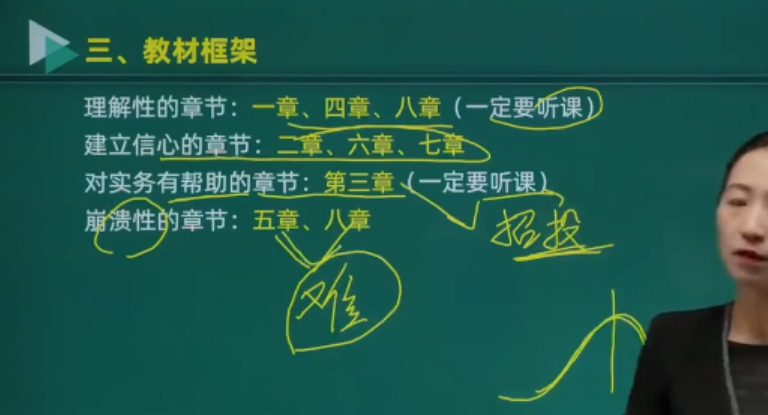 三、教材框架
理解性的章节：一章、四章、八章（一定要听课）
建立信心的章节：二章、六章、七章
对实务有帮助的章节：第三章（一定要听课）
崩溃性的章节：五章、八章
招投
难